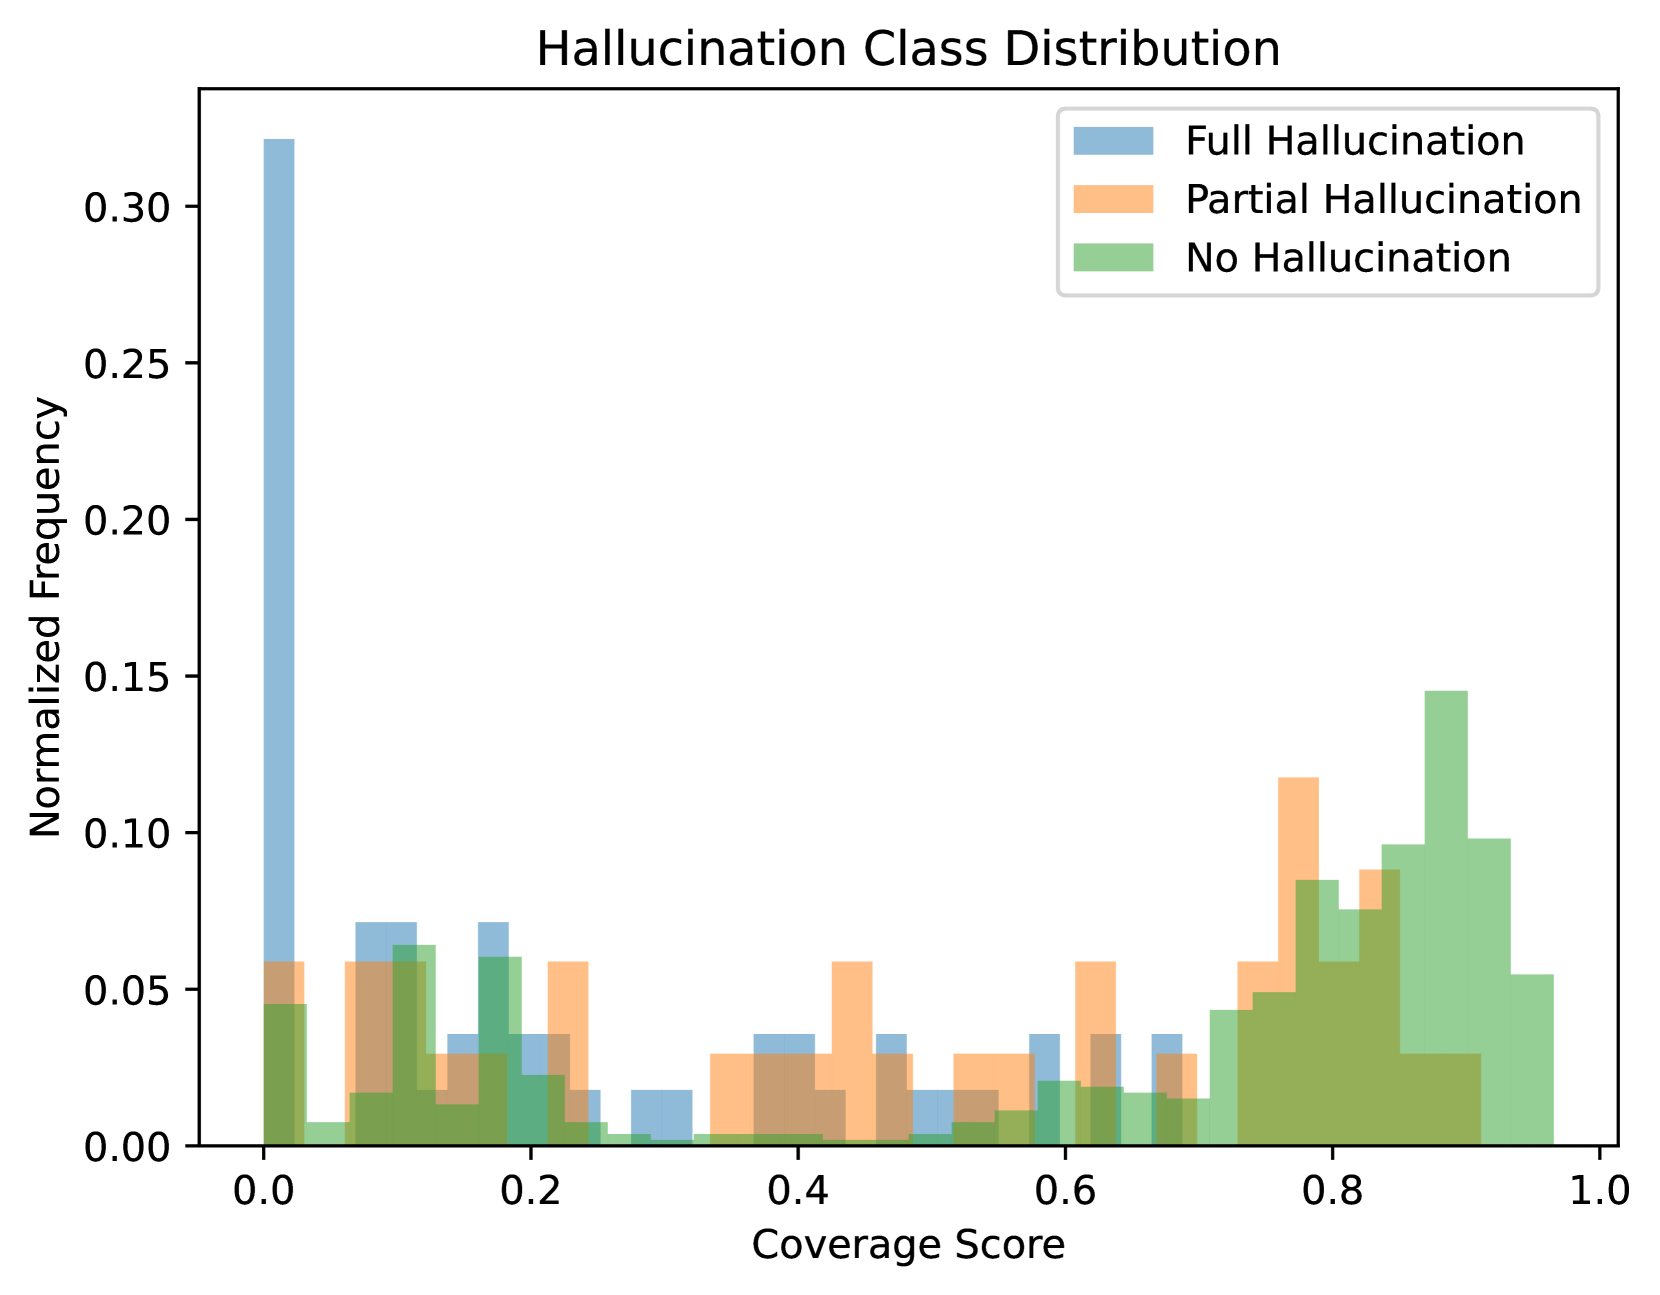 Hallucination Class Distribution
Full Hallucination
Partial Hallucination
No Hallucination
Normalized Frequency
0.30
0.25
0.20
0.15
0.10
0.05
0.00
0.0 0.2 0.4 0.6 0.8 1.0
Coverage Score